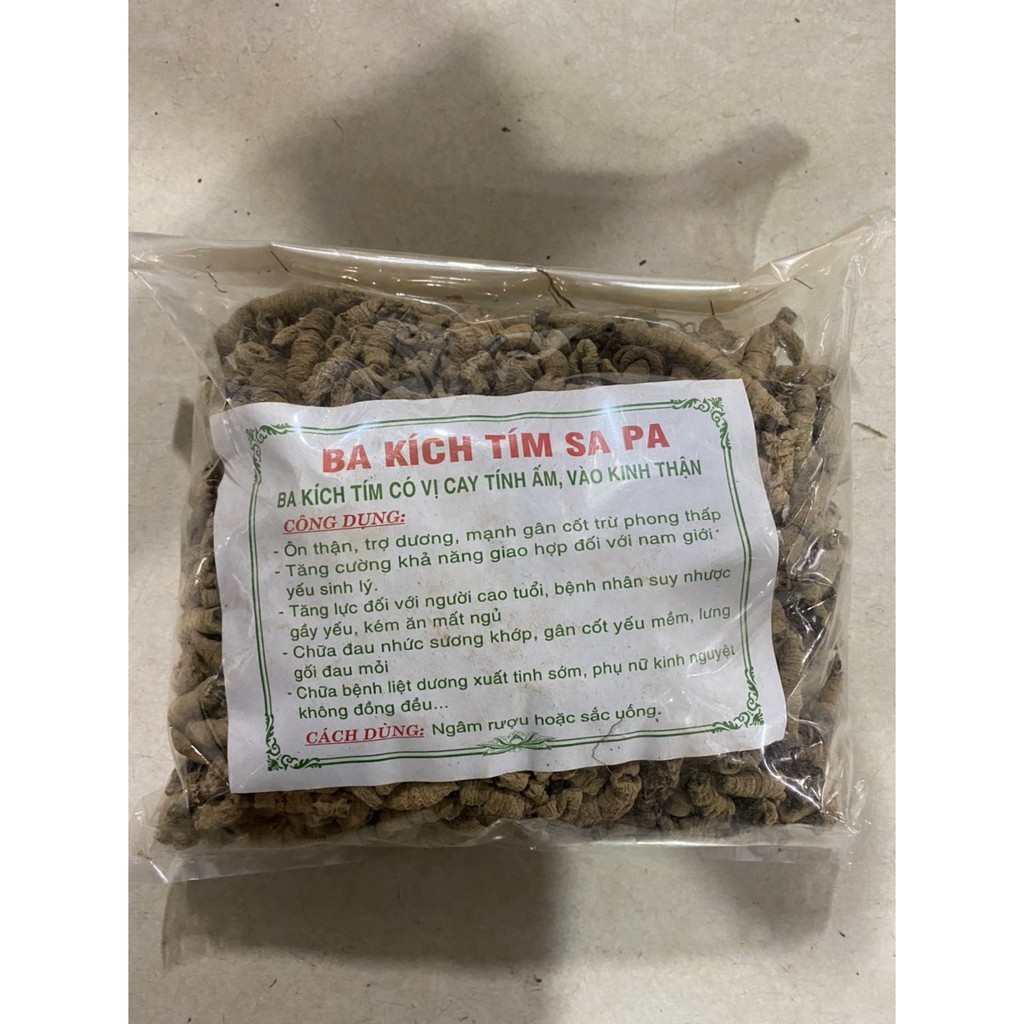 BA KÍCH TÍM SA PA
BA KÍCH TÍM CÓ VỊ CAY TÍNH ẤM, VÀO KINH THẬN
CÔNG DỤNG:
- Ôn thận, trợ dương, mạnh gân cốt trừ phong thấp
- Tăng cường khả năng giao hợp đối với nam giới
yếu sinh lý.
- Tăng lực đối với người cao tuổi, bệnh nhân suy nhược
gầy yếu, kém ăn mất ngủ
- Chữa đau nhức sương khớp, gân cốt yếu mềm, lưng
gối đau mỏi
- Chữa bệnh liệt dương xuất tinh sớm, phụ nữ kinh nguyệt
không đồng đều...
CÁCH DÙNG: Ngâm rượu hoặc sắc uống.